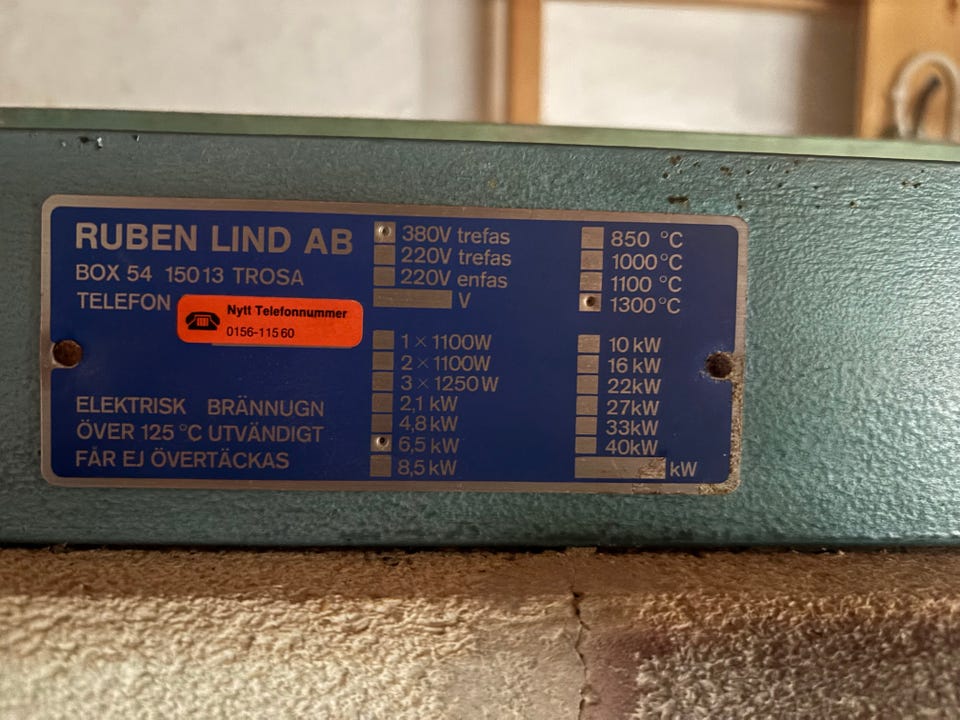 RUBEN LIND AB
BOX 54 15013 TROSA
TELEFON
Nytt Telefonnummer
0156-115 60
ELEKTRISK BRÄNNUGN
ÖVER 125 °C UTVÄNDIGT
FÅR EJ ÖVERTÄCKAS
380V trefas
220V trefas
220V enfas
V
1 × 1100W
2 × 1100W
3 × 1250W
2,1 kW
4,8 kW
6,5 kW
8,5 kW
850 °C
1000 °C
1100 °C
1300 °C
10 kW
16 kW
22kW
27kW
33kW
40kW
kW